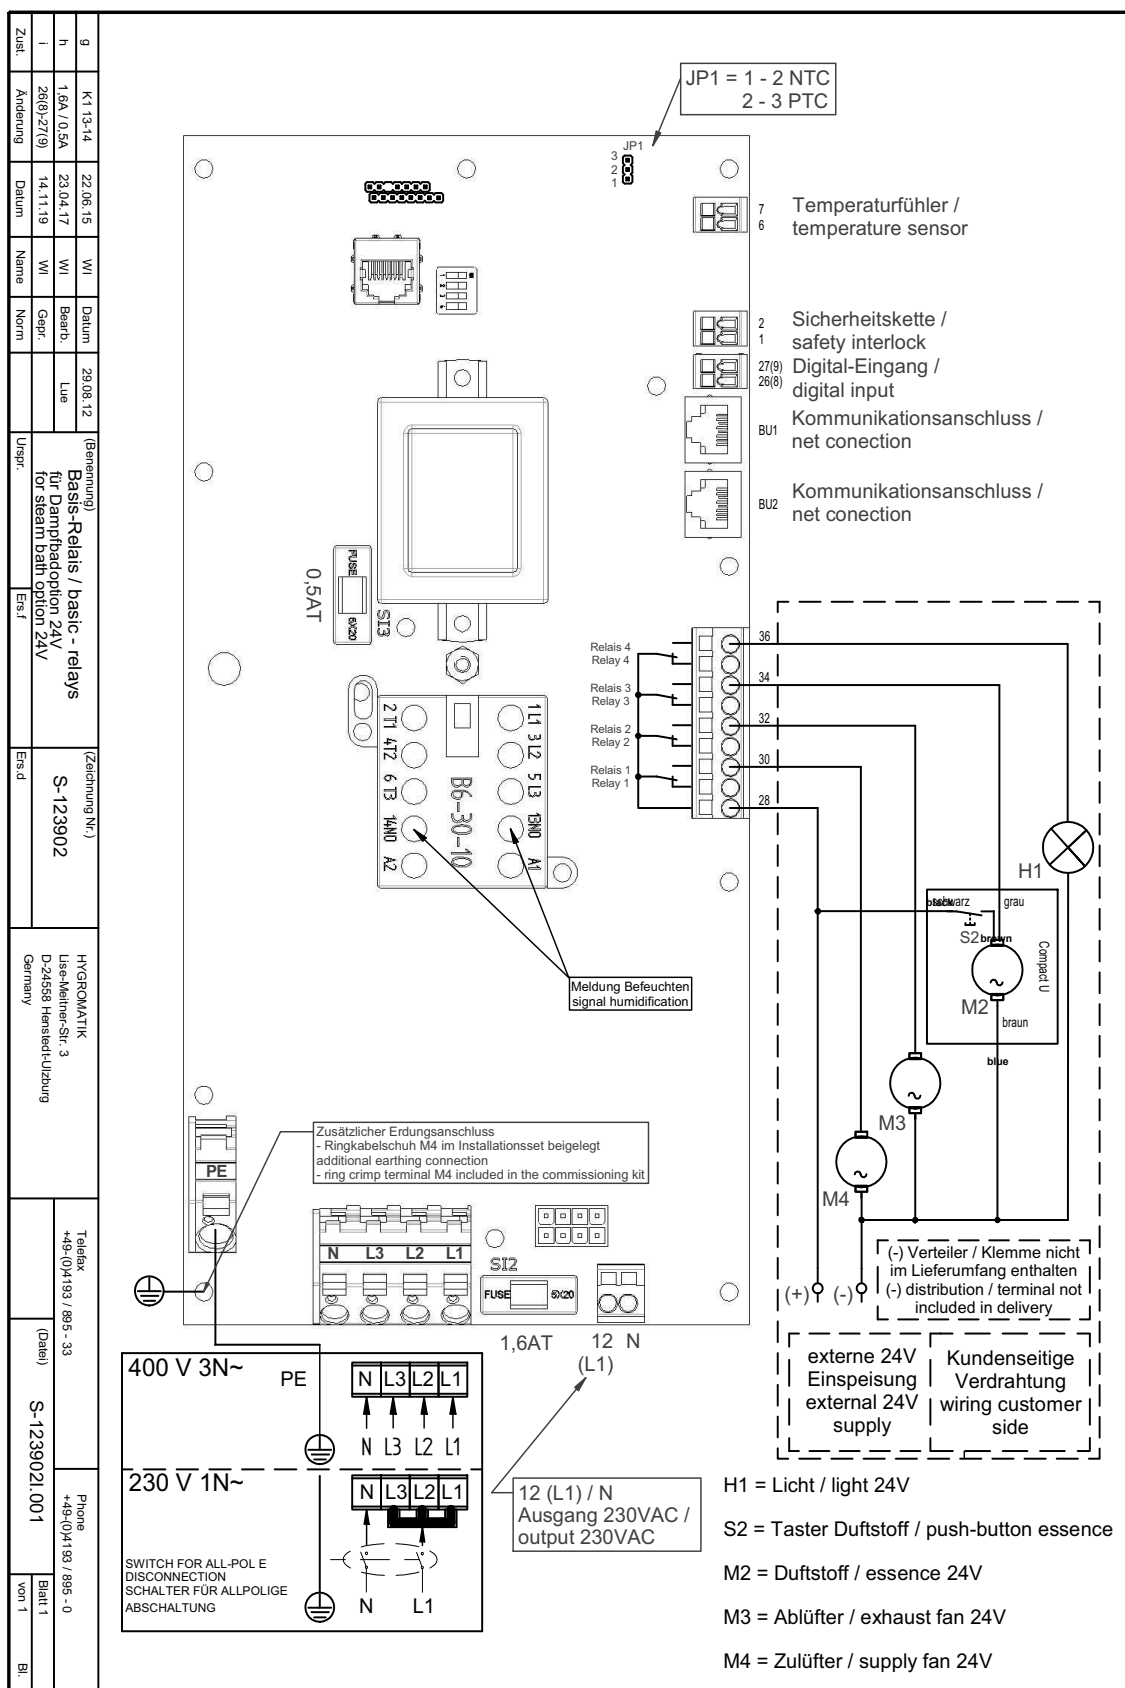 JP1 = 1 - 2 NTC
2 - 3 PTC
JP1
3
2
1
7
6
Temperaturfühler /
temperature sensor
2
1
Sicherheitskette /
safety interlock
27(9)
26(8)
Digital-Eingang /
digital input
BU1
Kommunikationsanschluss /
net conection
BU2
Kommunikationsanschluss /
net conection
FUSE
5X20
SI3
0,5AT
Relais 4
Relay 4
Relais 3
Relay 3
Relais 2
Relay 2
Relais 1
Relay 1
36
34
32
30
28
2 T1 4T2 6 T3 14NO A2
B6-30-10
1 L1 3 L2 5 L3 13NO A1
Meldung Befeuchten
signal humidification
H1
schwarz
black
grau
S2
brown
Compact U
M2
braun
blue
M3
M4
(+)
(-)
(-) Verteiler / Klemme nicht
im Lieferumfang enthalten
(-) distribution / terminal not
included in delivery
externe 24V
Einspeisung
external 24V
supply
Kundenseitige
Verdrahtung
wiring customer
side
PE
Zusätzlicher Erdungsanschluss
- Ringkabelschuh M4 im Installationsset beigelegt
additional earthing connection
- ring crimp terminal M4 included in the commissioning kit
N L3 L2 L1
SI2
FUSE
5X20
1,6AT
12 N
(L1)
400 V 3N~
PE
N L3 L2 L1
N L3 L2 L1
230 V 1N~
N L3 L2 L1
SWITCH FOR ALL-POL E
DISCONNECTION
SCHALTER FÜR ALLPOLIGE
ABSCHALTUNG
N L1
12 (L1) / N
Ausgang 230VAC /
output 230VAC
H1 = Licht / light 24V
S2 = Taster Duftstoff / push-button essence
M2 = Duftstoff / essence 24V
M3 = Ablüfter / exhaust fan 24V
M4 = Zulüfter / supply fan 24V
g K1 13-14 22.06.15 WI Datum 29.08.12
h 1,6A / 0,5A 23.04.17 WI Bearb. Lue
i 26(8)-27(9) 14.11.19 WI Gepr.
Zust. Änderung Datum Name Norm
(Benennung)
Basis-Relais / basic - relays
für Dampfbadoption 24V
for steam bath option 24V
Urspr. Ers.f Ers.d
(Zeichnung Nr.)
S-123902
HYGROMATIK
Lise-Meitner-Str. 3
D-24558 Henstedt-Ulzburg
Germany
Telefax
+49-(0)4193 / 895 - 33
Phone
+49-(0)4193 / 895 - 0
(Datei)
S-123902I.001
Blatt 1
von 1 Bl.